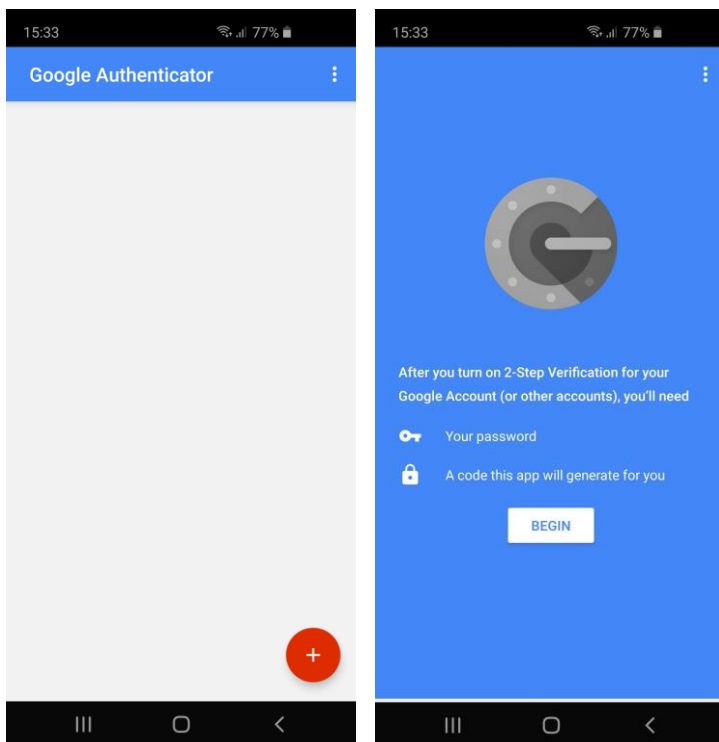 15:33
77%
Google Authenticator
+
15:33
77%
After you turn on 2-Step Verification for your
Google Account (or other accounts), you'll need
Your password
A code this app will generate for you
BEGIN